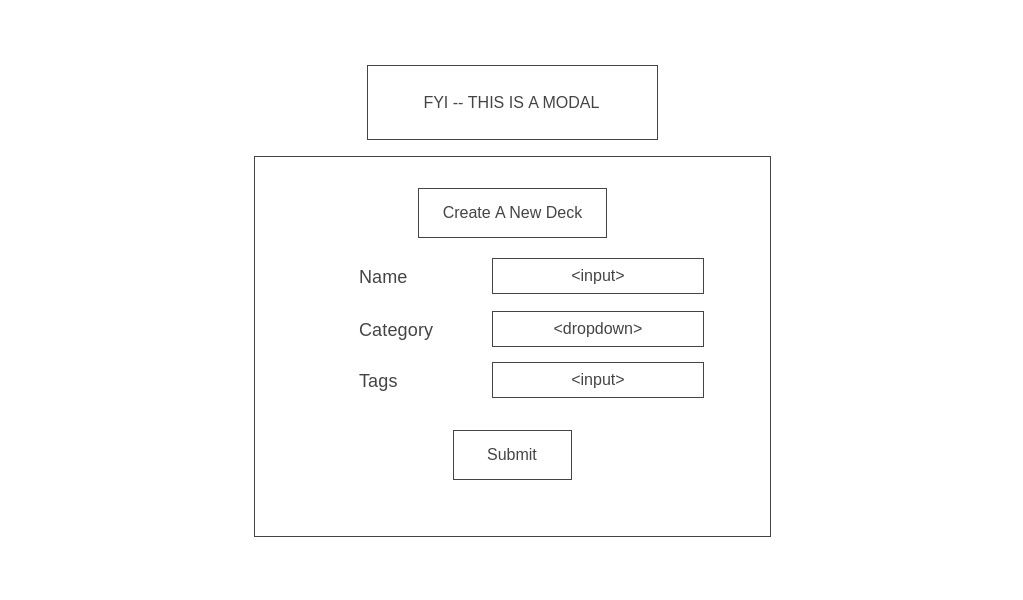 FYI -- THIS IS A MODAL
Create A New Deck
Name <input>
Category <dropdown>
Tags <input>
Submit